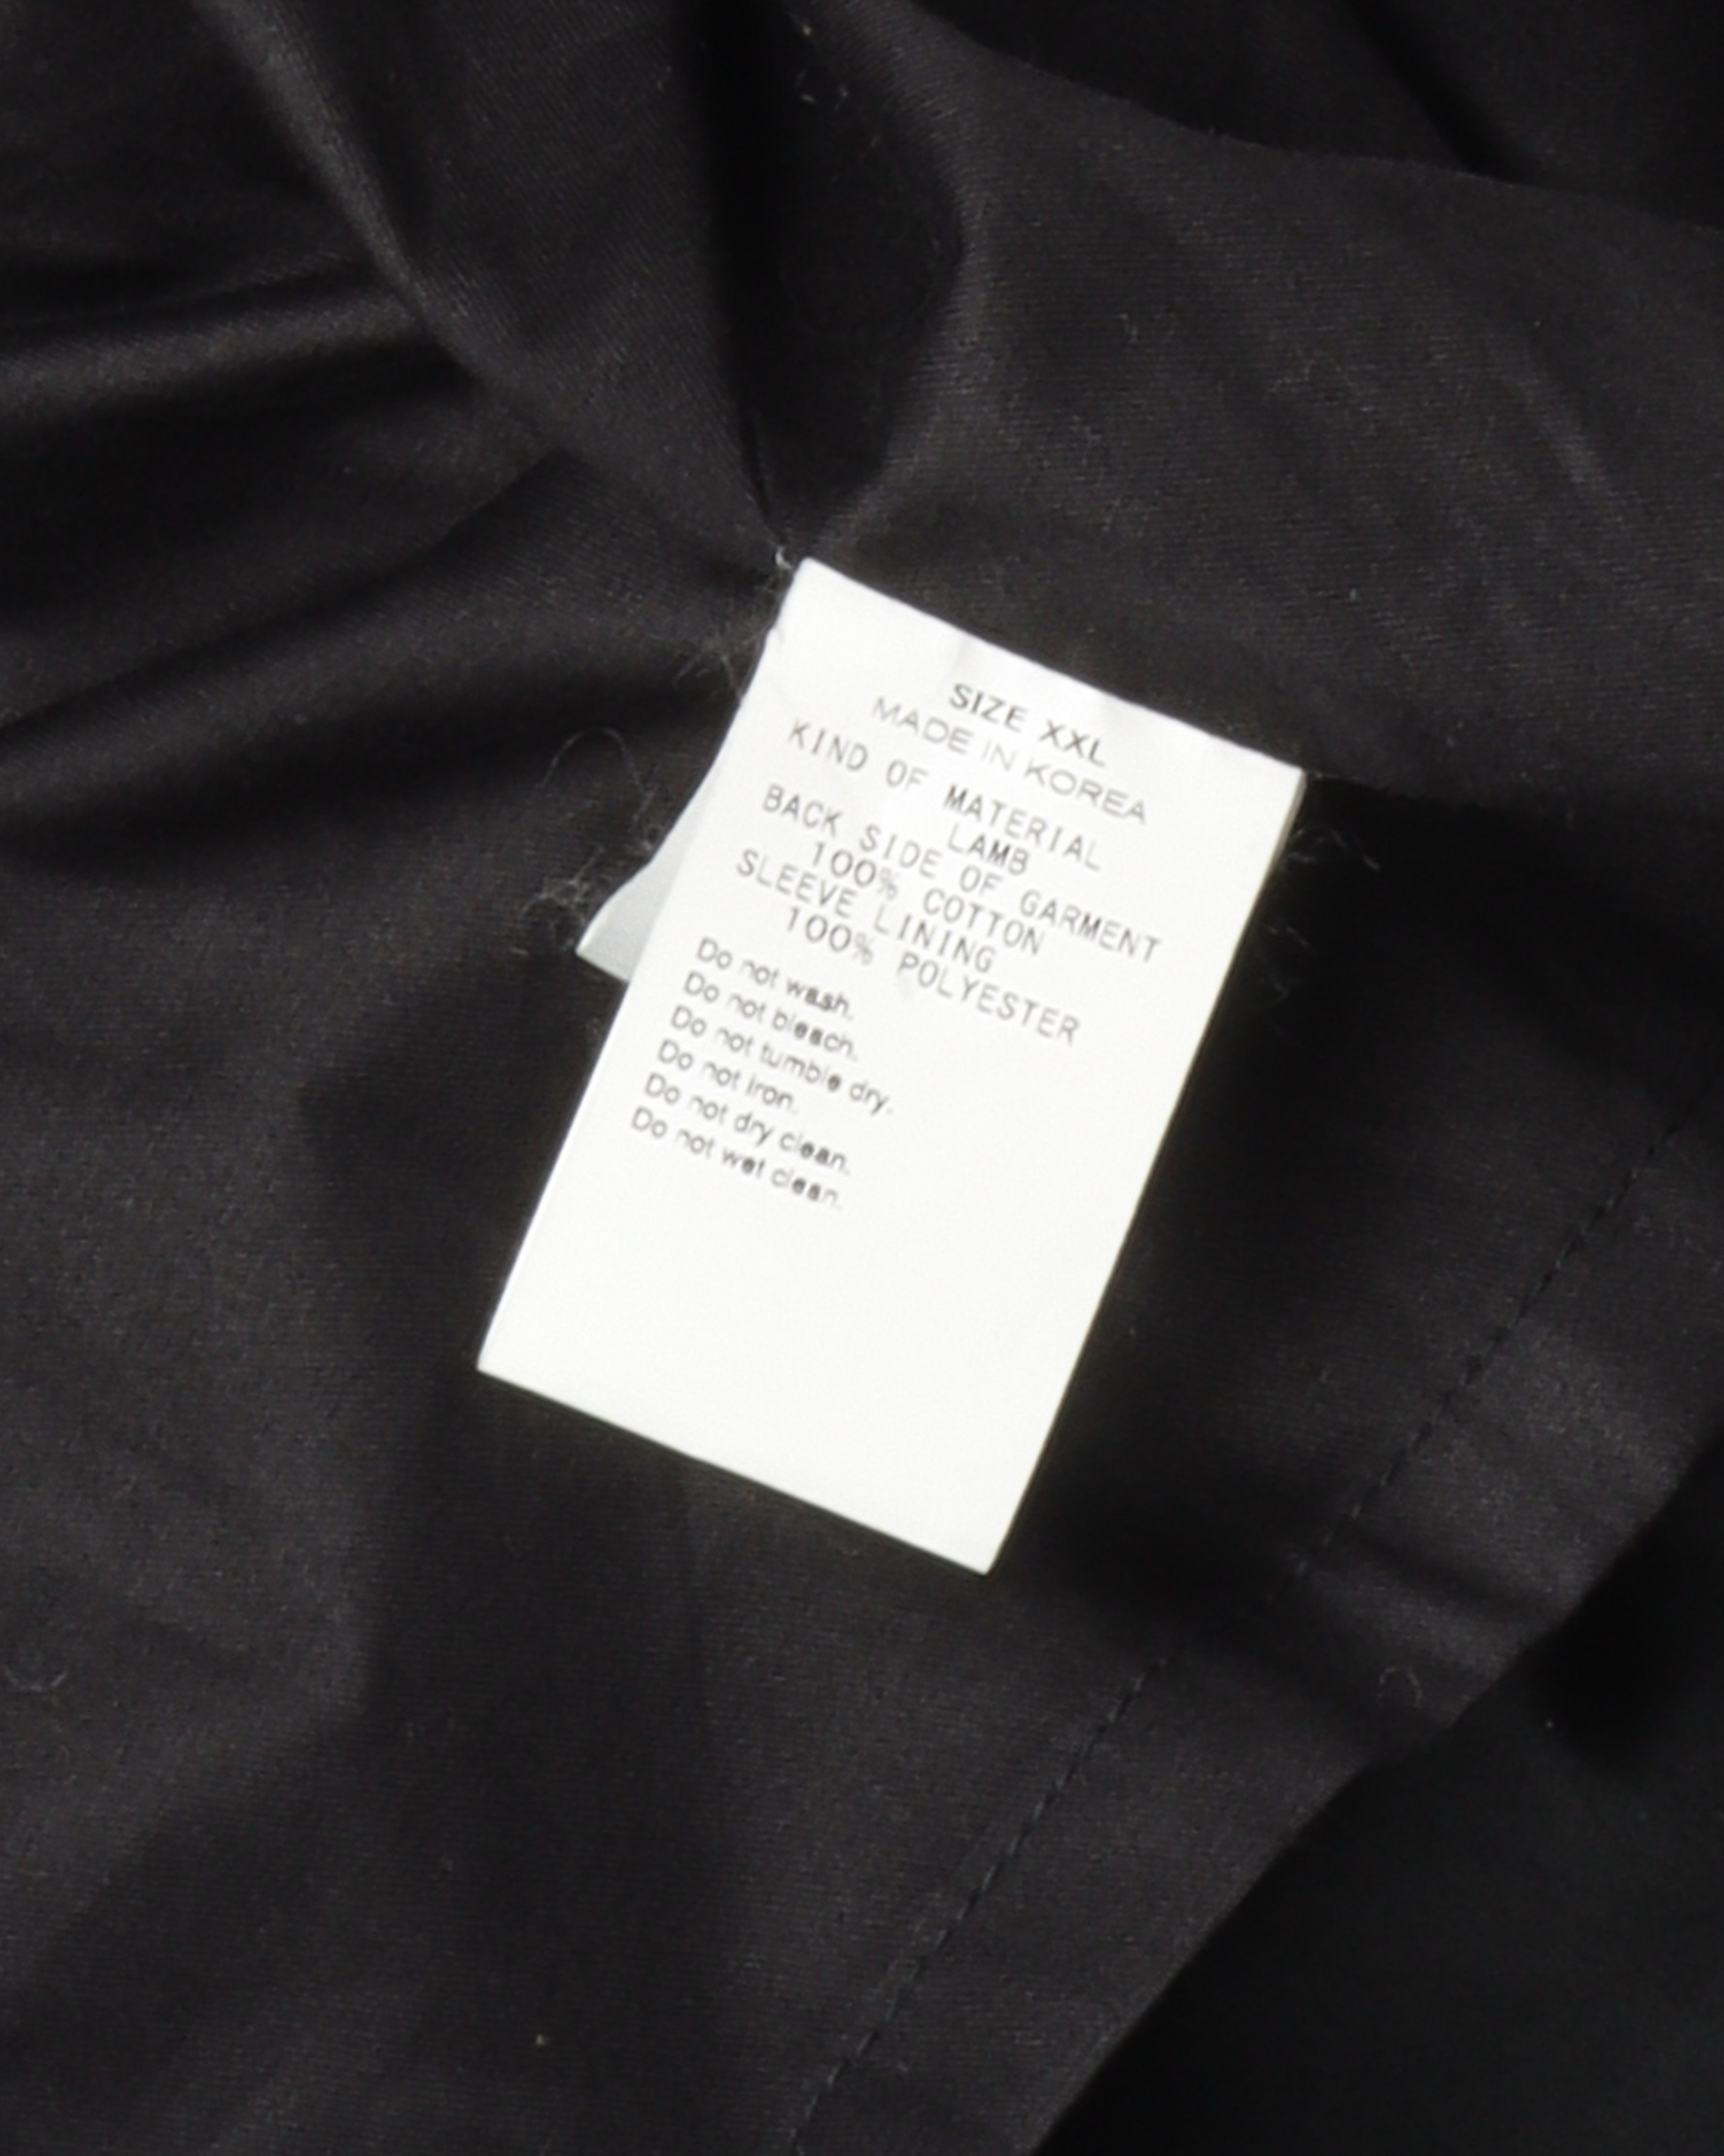 SIZE XXL
MADE IN KOREA
KIND OF MATERIAL
LAMB
BACK SIDE OF GARMENT
100% COTTON
SLEEVE LINING
100% POLYESTER
Do not wash.
Do not bleach.
Do not tumble dry.
Do not iron.
Do not dry clean.
Do not wet clean.